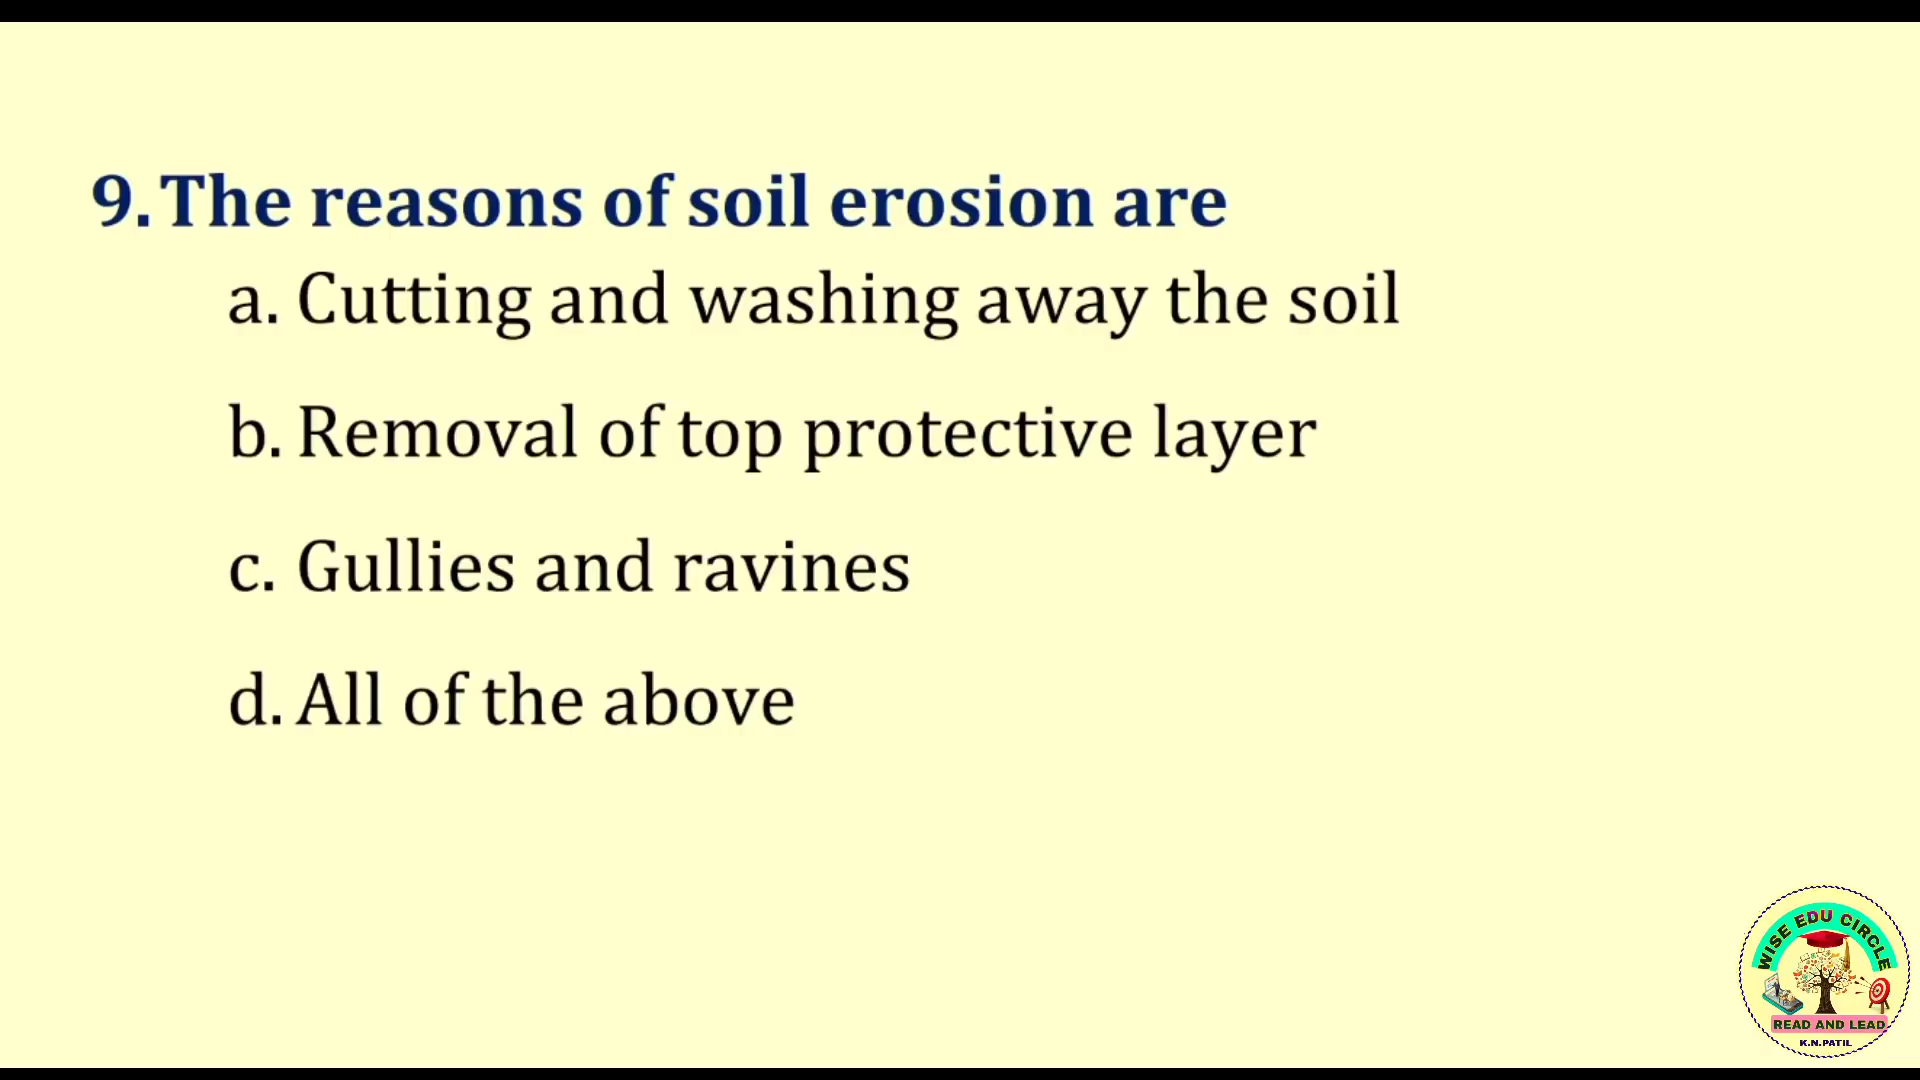 9. The reasons of soil erosion are
a. Cutting and washing away the soil
b. Removal of top protective layer
c. Gullies and ravines
d. All of the above
WISE EDU CIRCLE
READ AND LEAD
K.N.PATIL